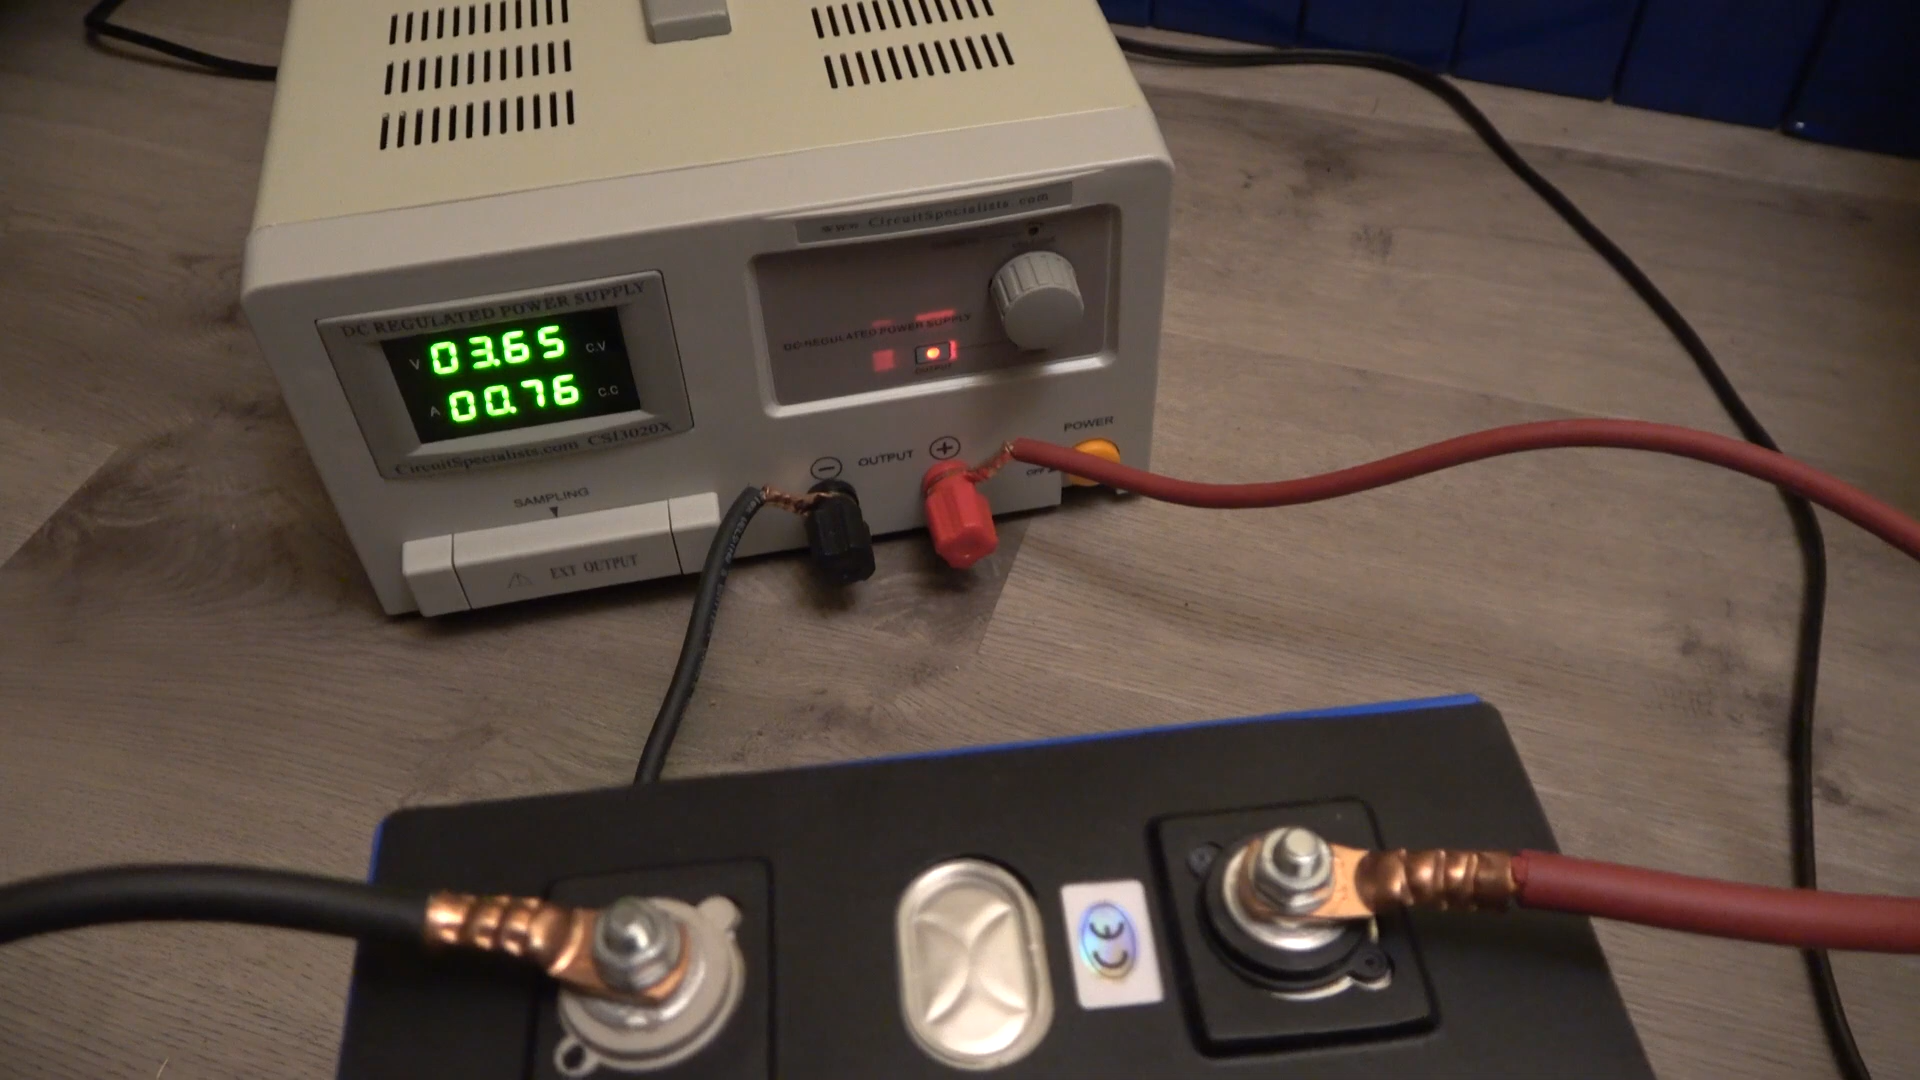 www.CircuitSpecialists.com
DC REGULATED POWER SUPPLY
V 03.65 C.V
A 00.76 C.C
CircuitSpecialists.com CSI3020X
DC REGULATED POWER SUPPLY
OUTPUT
POWER
OFF
− OUTPUT +
SAMPLING
EXT OUTPUT
CE